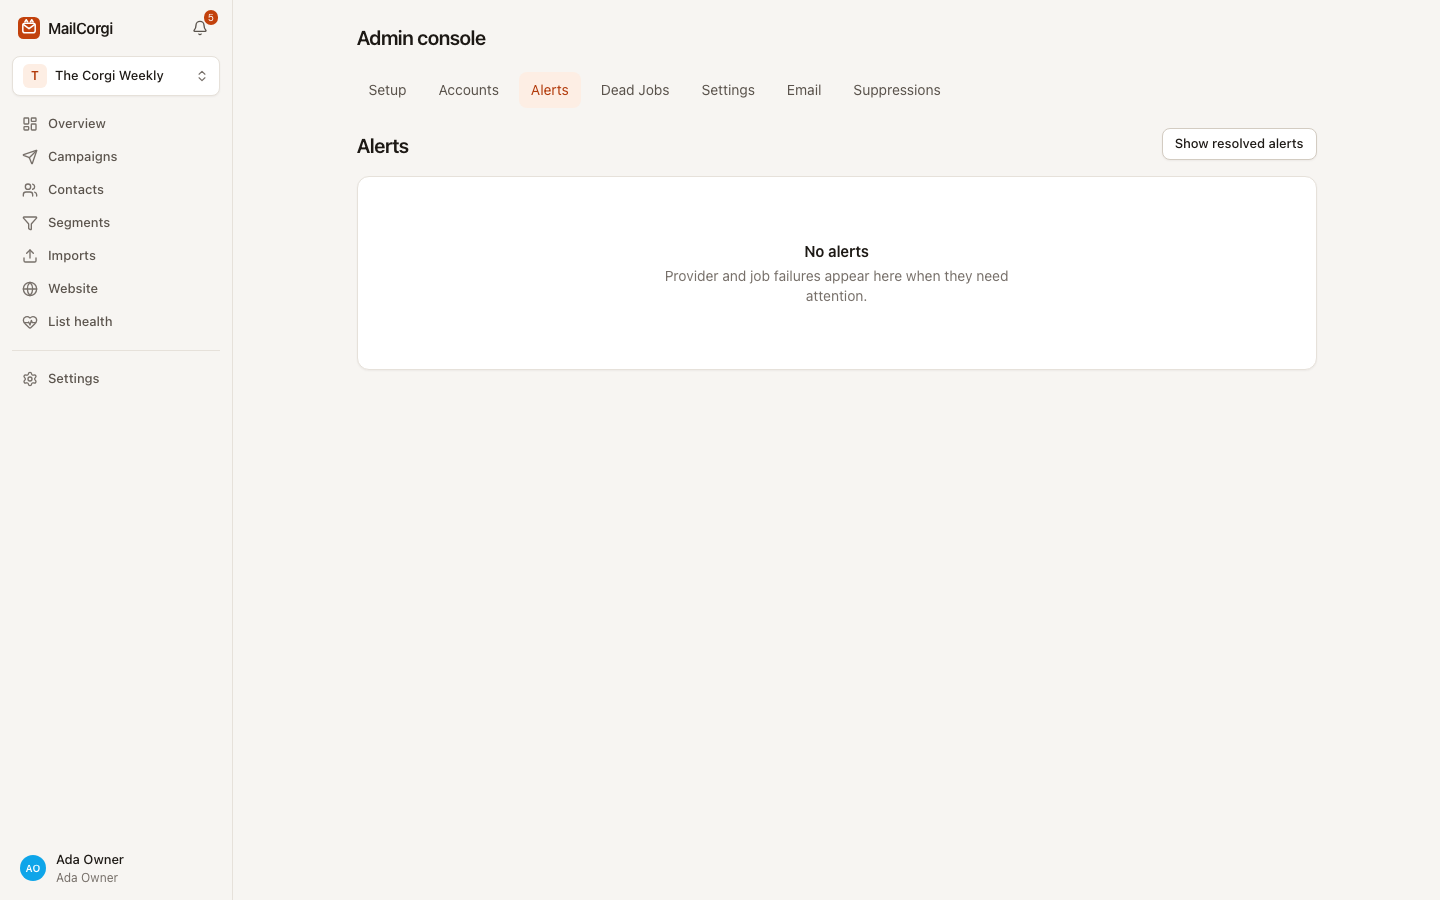 MailCorgi
5
T
The Corgi Weekly
Overview
Campaigns
Contacts
Segments
Imports
Website
List health
Settings
AO
Ada Owner
Ada Owner
Admin console
Setup
Accounts
Alerts
Dead Jobs
Settings
Email
Suppressions
Alerts
Show resolved alerts
No alerts
Provider and job failures appear here when they need
attention.